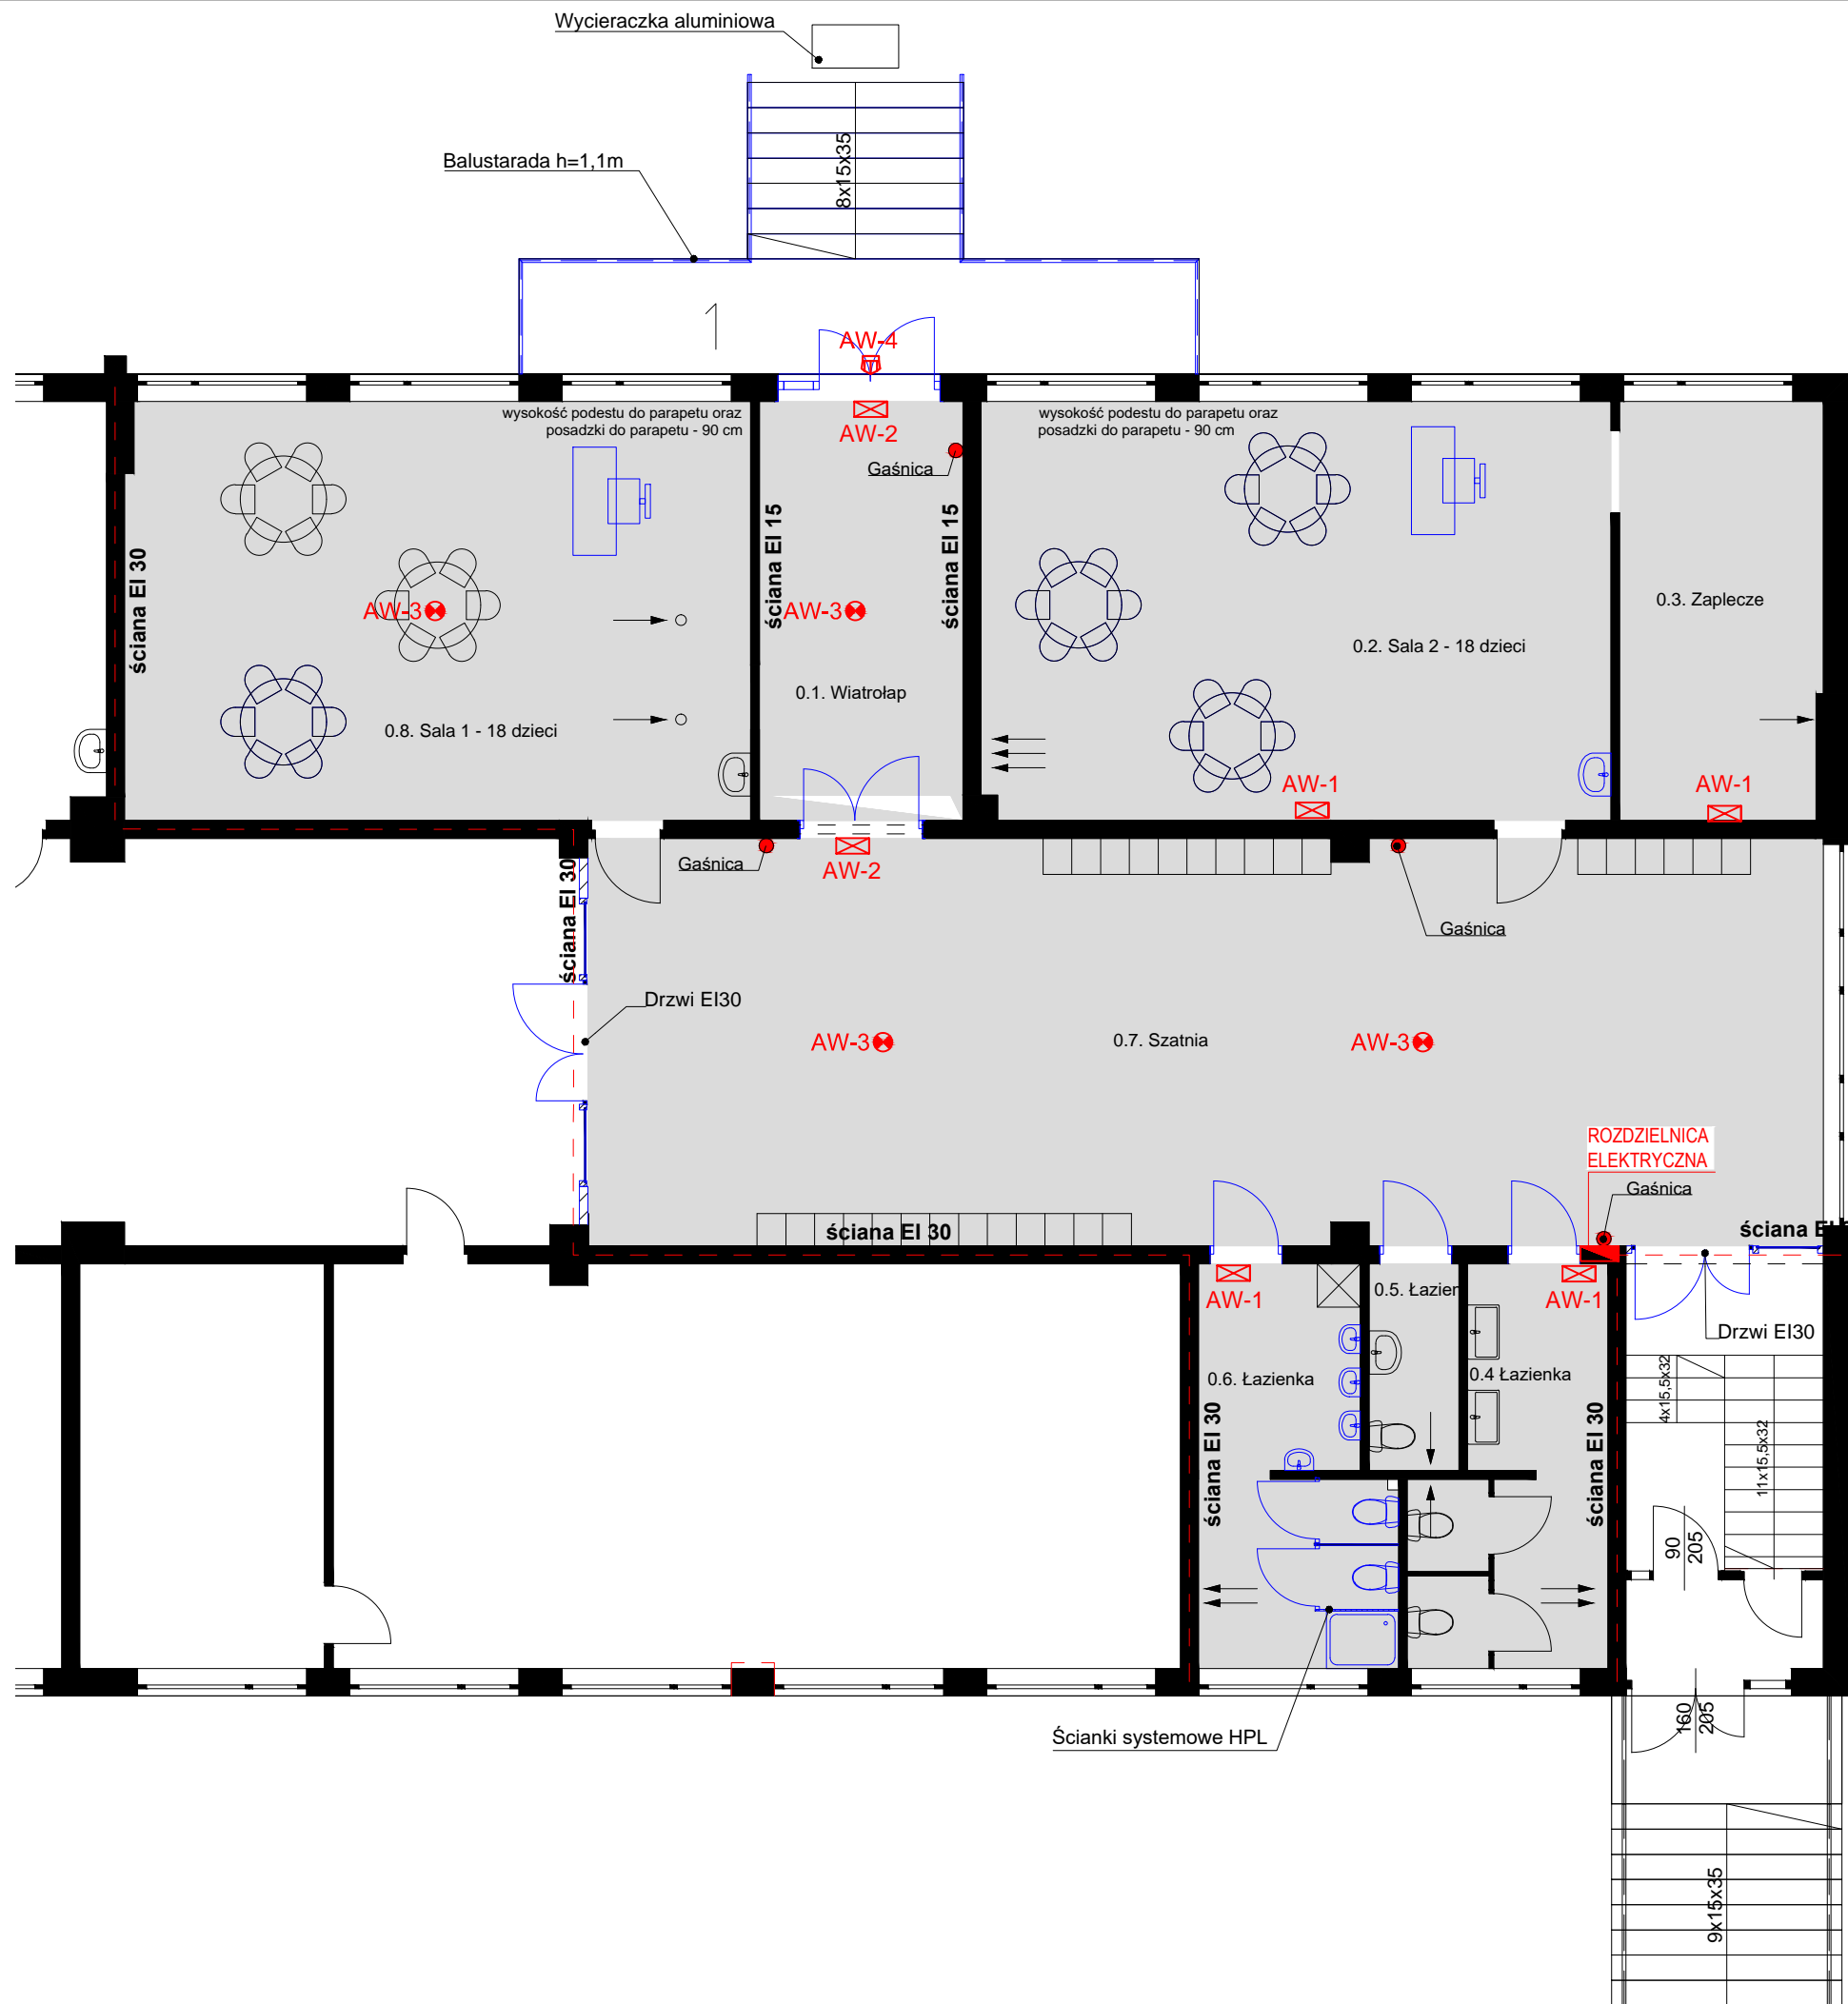 Wycieraczka aluminiowa
8x15x35
Balustarada h=1,1m
1
AW-4
wysokość podestu do parapetu oraz
posadzki do parapetu - 90 cm
AW-2
Gaśnica
wysokość podestu do parapetu oraz
posadzki do parapetu - 90 cm
ściana EI 30
ściana EI 15
ściana EI 15
AW-3
AW-3
0.3. Zaplecze
0.2. Sala 2 - 18 dzieci
0.1. Wiatrołap
0.8. Sala 1 - 18 dzieci
AW-1
AW-1
Gaśnica
AW-2
ściana EI 30
Gaśnica
Drzwi EI30
AW-3
0.7. Szatnia
AW-3
ROZDZIELNICA
ELEKTRYCZNA
Gaśnica
ściana EI 30
ściana
AW-1
0.5. Łazien
AW-1
Drzwi EI30
0.6. Łazienka
0.4 Łazienka
4x15,5x32
ściana EI 30
ściana EI 30
11x15,5x32
90
205
160
205
Ścianki systemowe HPL
9x15x35